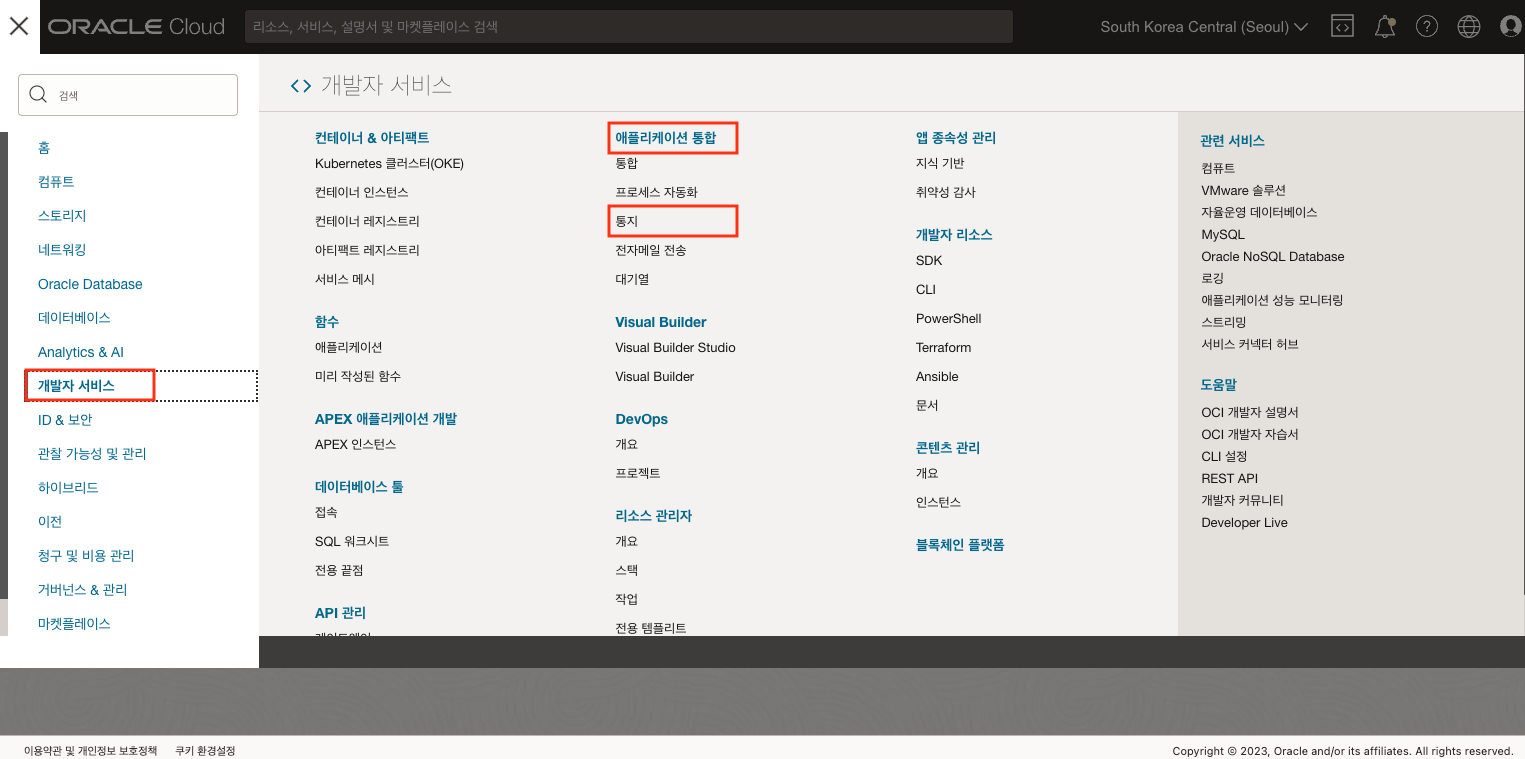 ORACLE Cloud
리소스, 서비스, 설명서 및 마켓플레이스 검색
South Korea Central (Seoul)
검색
홈
컴퓨트
스토리지
네트워킹
Oracle Database
데이터베이스
Analytics & AI
개발자 서비스
ID & 보안
관찰 가능성 및 관리
하이브리드
이전
청구 및 비용 관리
거버넌스 & 관리
마켓플레이스
개발자 서비스
컨테이너 & 아티팩트
Kubernetes 클러스터(OKE)
컨테이너 인스턴스
컨테이너 레지스트리
아티팩트 레지스트리
서비스 메시
함수
애플리케이션
미리 작성된 함수
APEX 애플리케이션 개발
APEX 인스턴스
데이터베이스 툴
접속
SQL 워크시트
전용 끝점
API 관리
애플리케이션 통합
통합
프로세스 자동화
통지
전자메일 전송
대기열
Visual Builder
Visual Builder Studio
Visual Builder
DevOps
개요
프로젝트
리소스 관리자
개요
스택
작업
전용 템플리트
앱 종속성 관리
지식 기반
취약성 감사
개발자 리소스
SDK
CLI
PowerShell
Terraform
Ansible
문서
콘텐츠 관리
개요
인스턴스
블록체인 플랫폼
관련 서비스
컴퓨트
VMware 솔루션
자율운영 데이터베이스
MySQL
Oracle NoSQL Database
로깅
애플리케이션 성능 모니터링
스트리밍
서비스 커넥터 허브
도움말
OCI 개발자 설명서
OCI 개발자 자습서
CLI 설정
REST API
개발자 커뮤니티
Developer Live
이용약관 및 개인정보 보호정책
쿠키 환경설정
Copyright © 2023, Oracle and/or its affiliates. All rights reserved.